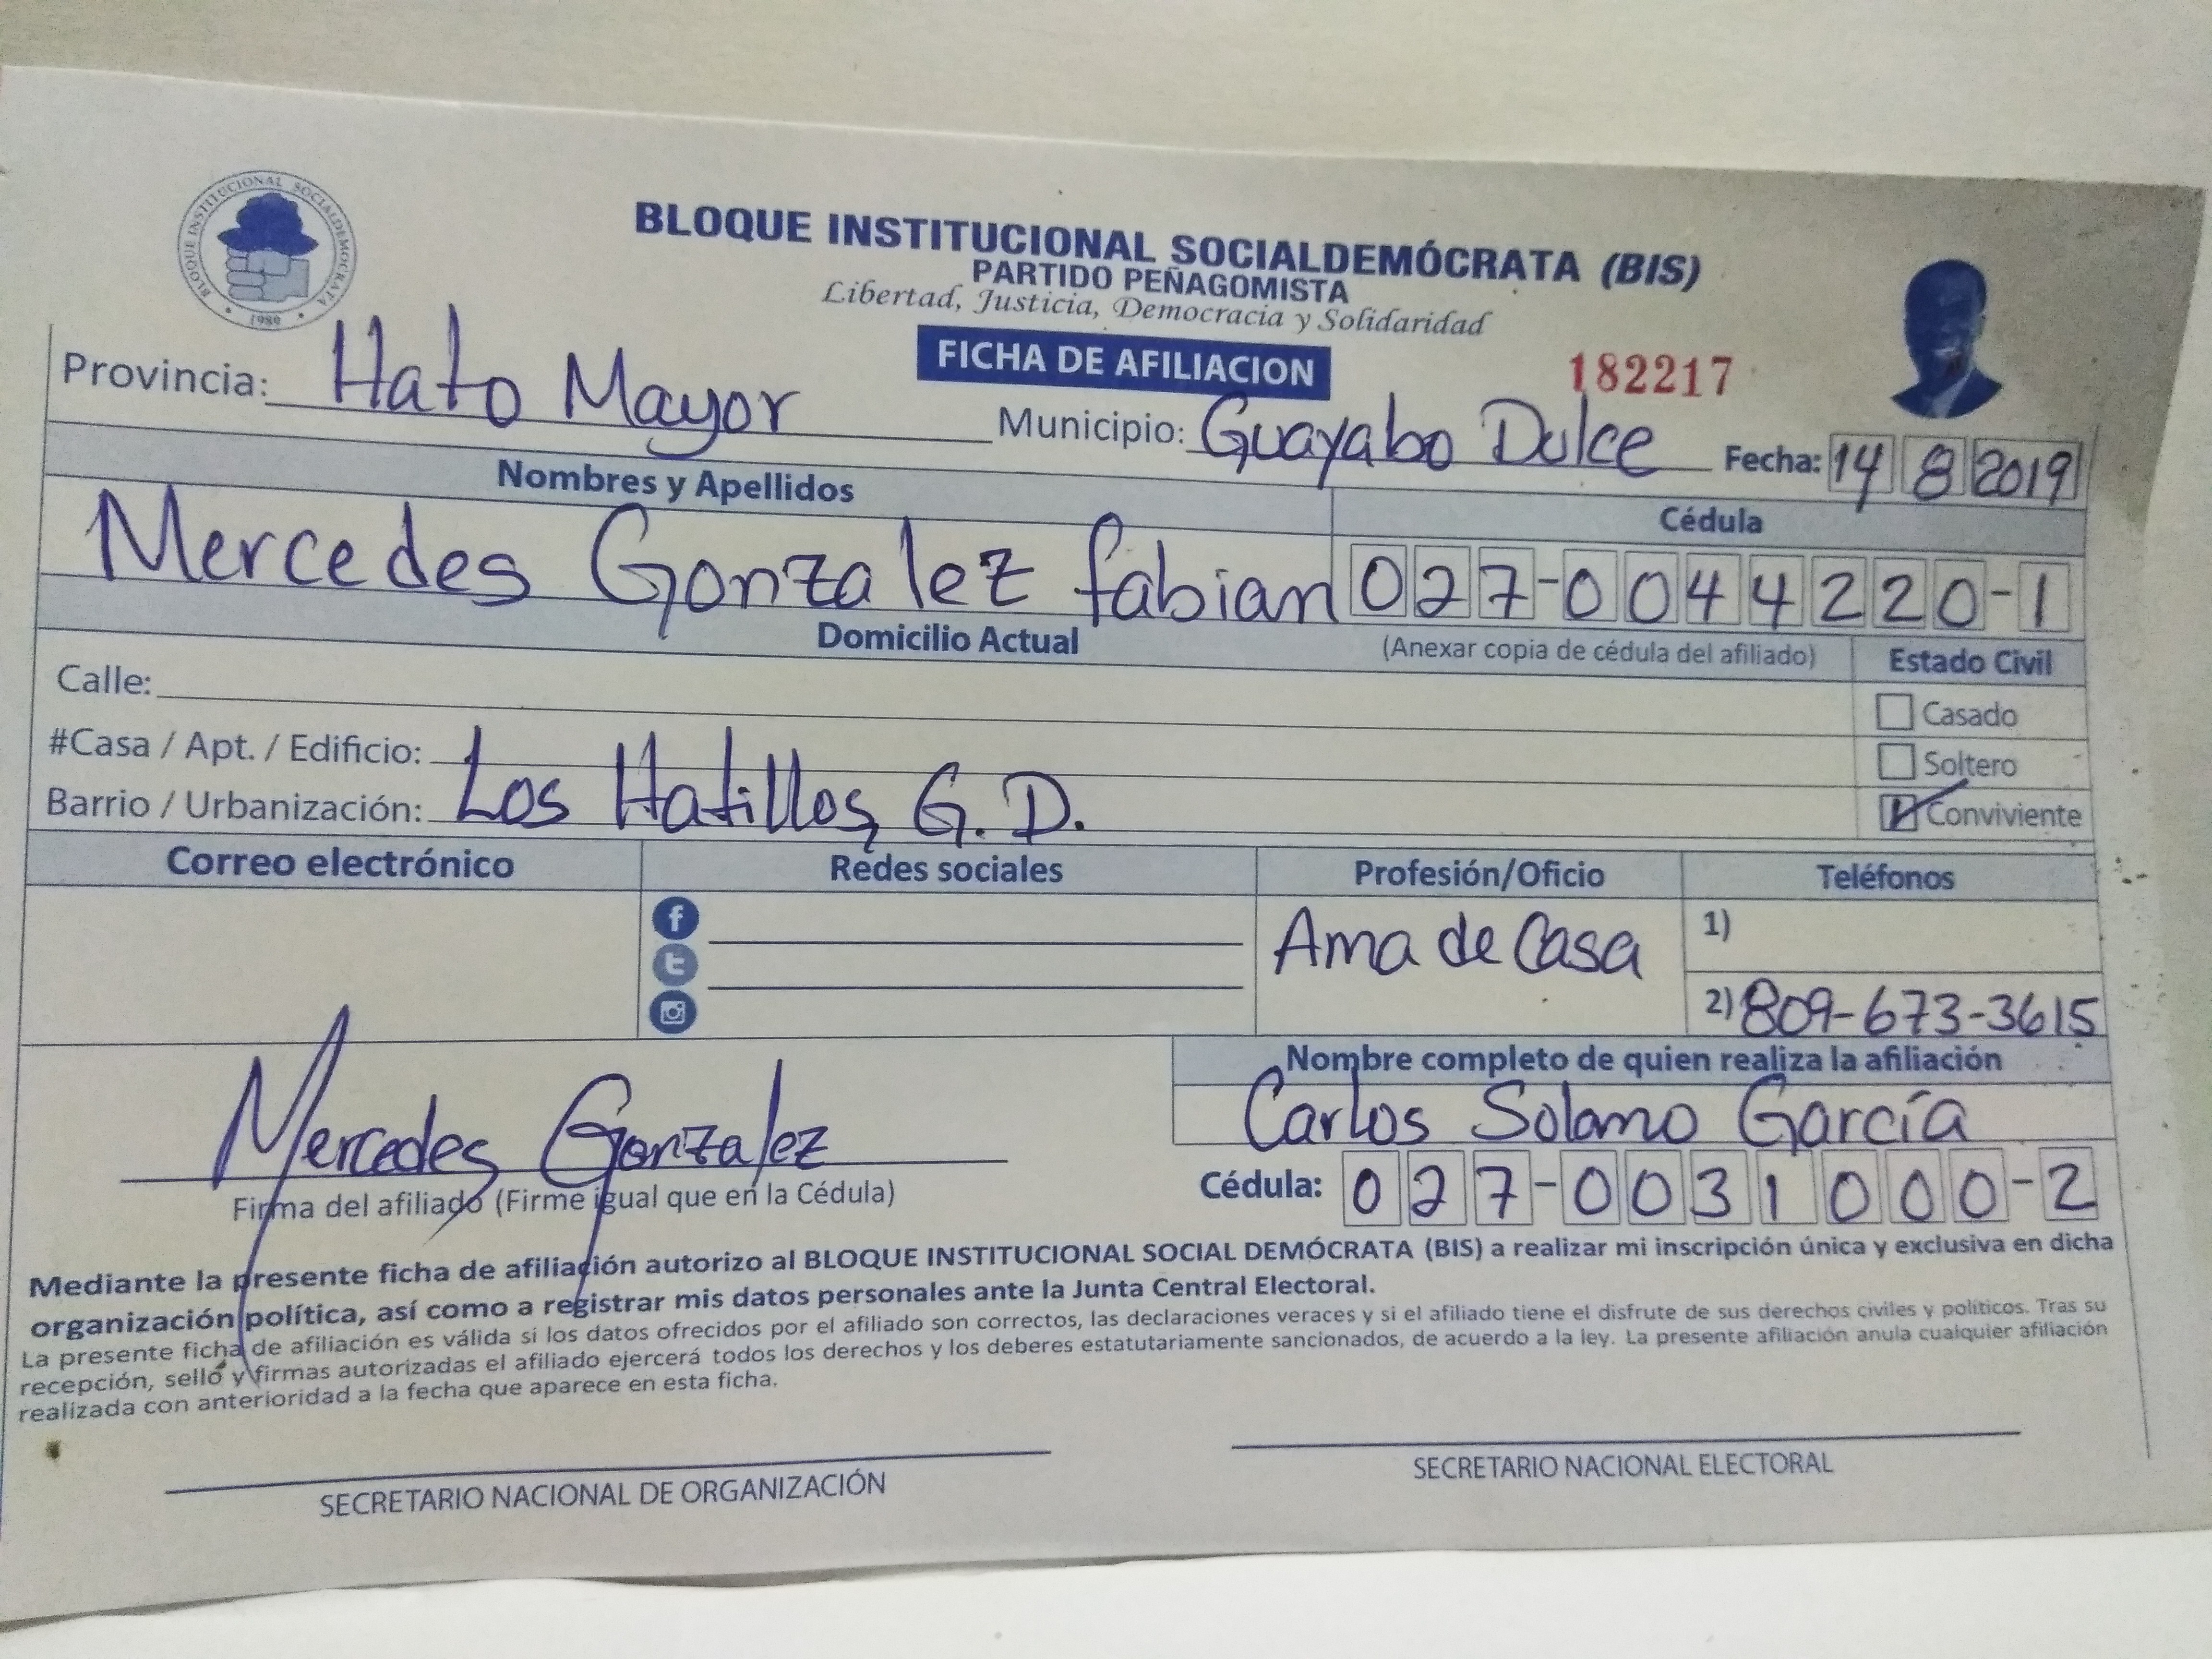 BLOQUE INSTITUCIONAL SOCIALDEMOCRATA
1989
BLOQUE INSTITUCIONAL SOCIALDEMÓCRATA (BIS)
PARTIDO PEÑAGOMISTA
Libertad, Justicia, Democracia y Solidaridad
FICHA DE AFILIACION
182217
Provincia: Hato Mayor Municipio: Guayabo Dulce Fecha: 14 8 2019
Nombres y Apellidos Cédula
Mercedes Gonzalez fabian 027-0044220-1
Domicilio Actual (Anexar copia de cédula del afiliado) Estado Civil
Calle: Casado
#Casa / Apt. / Edificio: Soltero
Barrio / Urbanización: Los Hatillos, G. D. Conviviente
Correo electrónico Redes sociales Profesión/Oficio Teléfonos
Ama de Casa 1)
2) 809-673-3615
Nombre completo de quien realiza la afiliación
Mercedes Gonzalez Carlos Solano García
Firma del afiliado (Firme igual que en la Cédula) Cédula: 027-0031000-2
Mediante la presente ficha de afiliación autorizo al BLOQUE INSTITUCIONAL SOCIAL DEMÓCRATA (BIS) a realizar mi inscripción única y exclusiva en dicha
organización política, así como a registrar mis datos personales ante la Junta Central Electoral.
La presente ficha de afiliación es válida si los datos ofrecidos por el afiliado son correctos, las declaraciones veraces y si el afiliado tiene el disfrute de sus derechos civiles y políticos. Tras su
recepción, sello y firmas autorizadas el afiliado ejercerá todos los derechos y los deberes estatutariamente sancionados, de acuerdo a la ley. La presente afiliación anula cualquier afiliación
realizada con anterioridad a la fecha que aparece en esta ficha.
SECRETARIO NACIONAL DE ORGANIZACIÓN SECRETARIO NACIONAL ELECTORAL